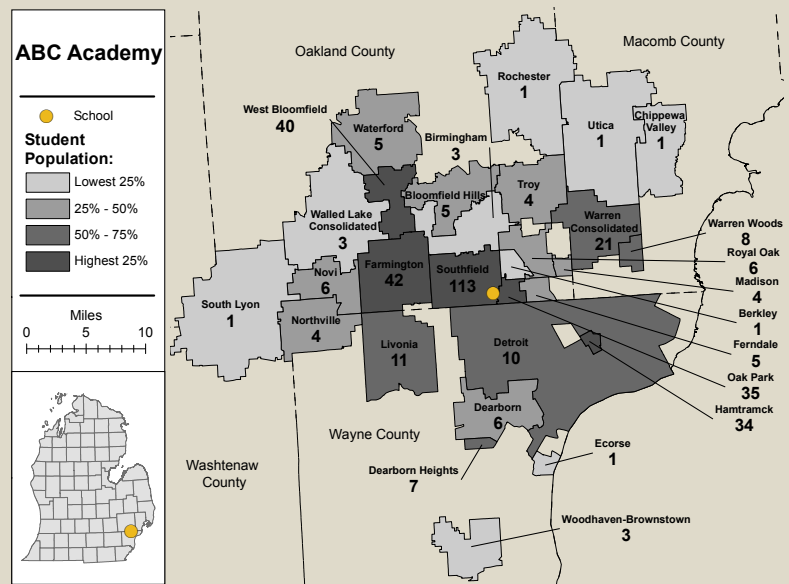 ABC Academy
School
Student
Population:
Lowest 25%
25% - 50%
50% - 75%
Highest 25%
Miles
0 5 10
Oakland County
Macomb County
Rochester
1
West Bloomfield
40
Waterford
5
Birmingham
3
Utica
1
Chippewa
Valley
1
Bloomfield Hills
5
Troy
4
Walled Lake
Consolidated
3
Warren
Consolidated
21
Warren Woods
8
Royal Oak
6
Farmington
42
Southfield
113
Novi
6
Madison
4
South Lyon
1
Northville
4
Berkley
1
Livonia
11
Detroit
10
Ferndale
5
Oak Park
35
Hamtramck
34
Dearborn
6
Wayne County
Ecorse
1
Washtenaw
County
Dearborn Heights
7
Woodhaven-Brownstown
3